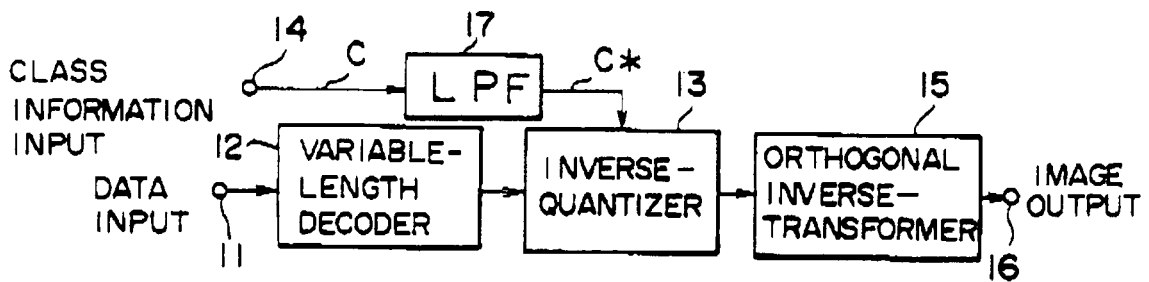 14
CLASS
INFORMATION
INPUT
C
17
LPF
C*
13
15
12
VARIABLE-
LENGTH
DECODER
DATA
INPUT
11
INVERSE-
QUANTIZER
ORTHOGONAL
INVERSE-
TRANSFORMER
IMAGE
OUTPUT
16